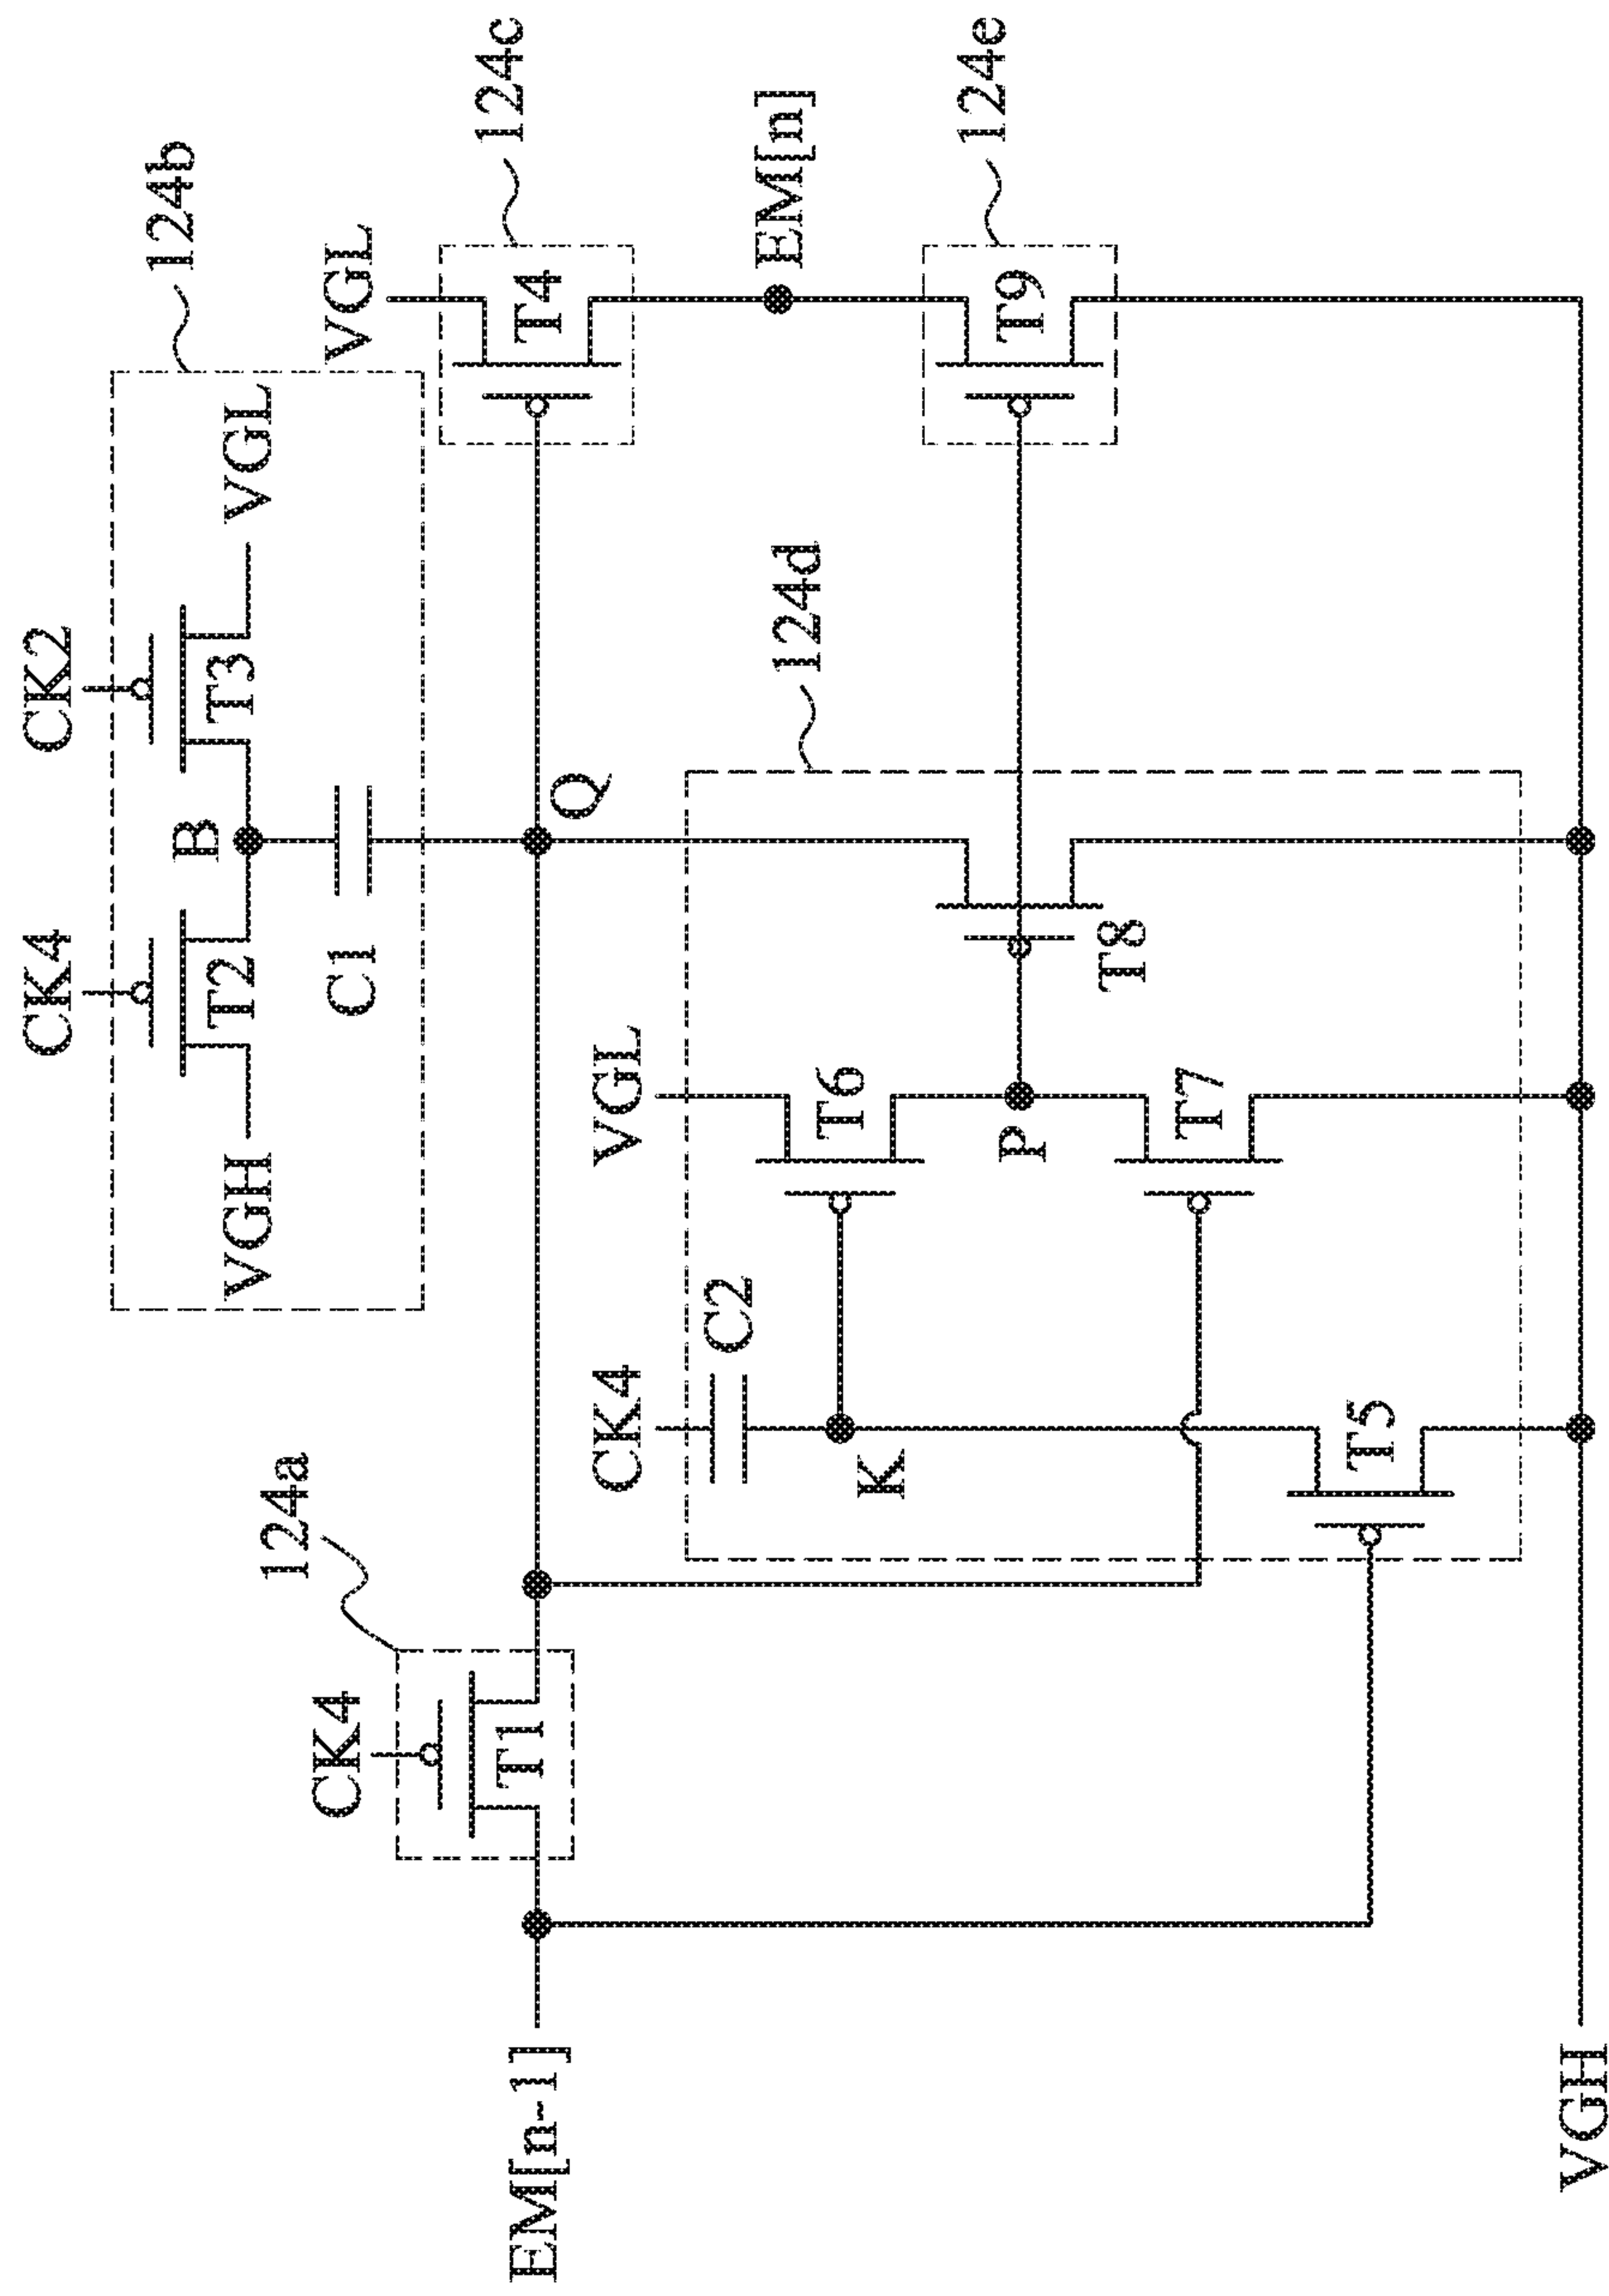 124b
CK4
CK2
B
VGH
T2
T3
VGL
C1
124a
CK4
T1
EM[n-1]
Q
VGL
124c
T4
EM[n]
CK4
C2
VGL
124d
K
T6
P
T8
T7
T5
124e
T9
VGH